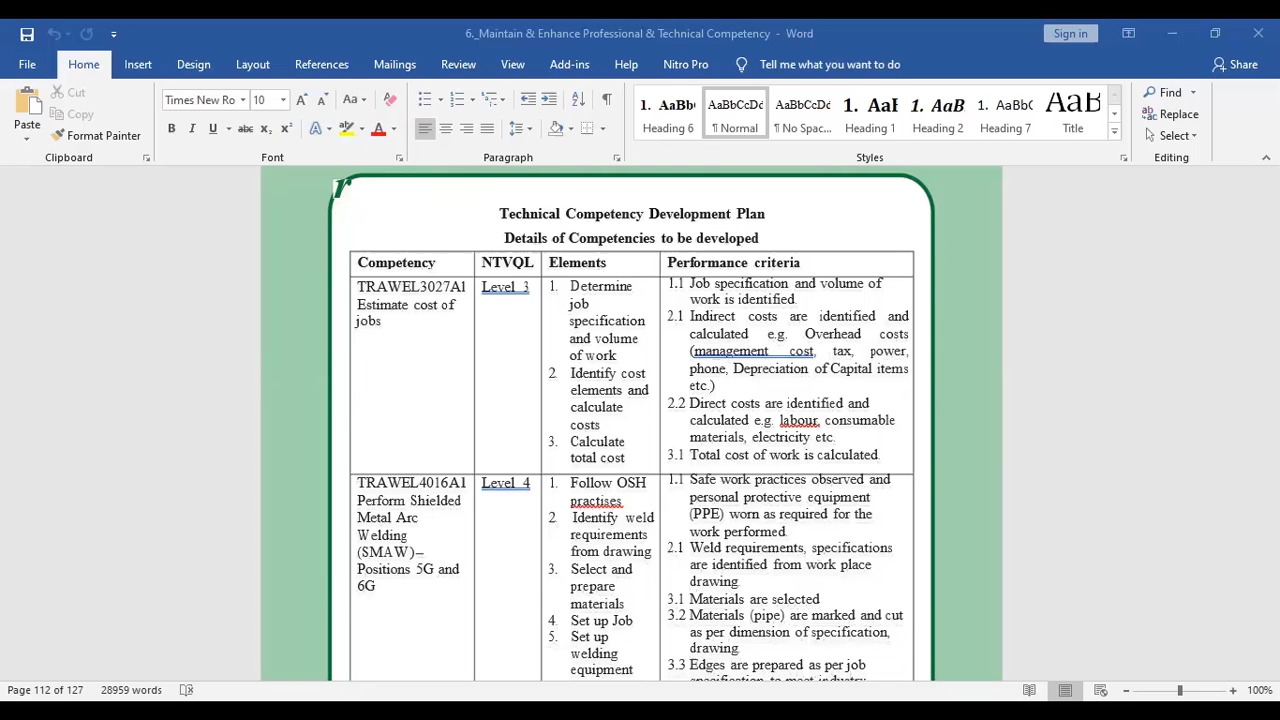 6._Maintain & Enhance Professional & Technical Competency - Word
Sign in
File Home Insert Design Layout References Mailings Review View Add-ins Help Nitro Pro Tell me what you want to do Share
Paste
Cut
Copy
Format Painter
Clipboard
Times New Ro 10
Font
Paragraph
1. AaBb( AaBbCcDd AaBbCcDd 1. AaI 1. AaB 1. AaBbC AaB
Heading 6 ¶ Normal ¶ No Spac... Heading 1 Heading 2 Heading 7 Title
Styles
Find
Replace
Select
Editing
r
Technical Competency Development Plan
Details of Competencies to be developed
Competency NTVQL Elements Performance criteria
TRAWEL3027A1
Estimate cost of
jobs
Level 3
1. Determine
job
specification
and volume
of work
2. Identify cost
elements and
calculate
costs
3. Calculate
total cost
1.1 Job specification and volume of
work is identified.
2.1 Indirect costs are identified and
calculated e.g. Overhead costs
(management cost, tax, power,
phone, Depreciation of Capital items
etc.)
2.2 Direct costs are identified and
calculated e.g. labour, consumable
materials, electricity etc.
3.1 Total cost of work is calculated.
TRAWEL4016A1
Perform Shielded
Metal Arc
Welding
(SMAW)–
Positions 5G and
6G
Level 4
1. Follow OSH
practises
2. Identify weld
requirements
from drawing
3. Select and
prepare
materials
4. Set up Job
5. Set up
welding
equipment
1.1 Safe work practices observed and
personal protective equipment
(PPE) worn as required for the
work performed.
2.1 Weld requirements, specifications
are identified from work place
drawing.
3.1 Materials are selected
3.2 Materials (pipe) are marked and cut
as per dimension of specification,
drawing.
3.3 Edges are prepared as per job
specification to meet industry
Page 112 of 127 28959 words
100%